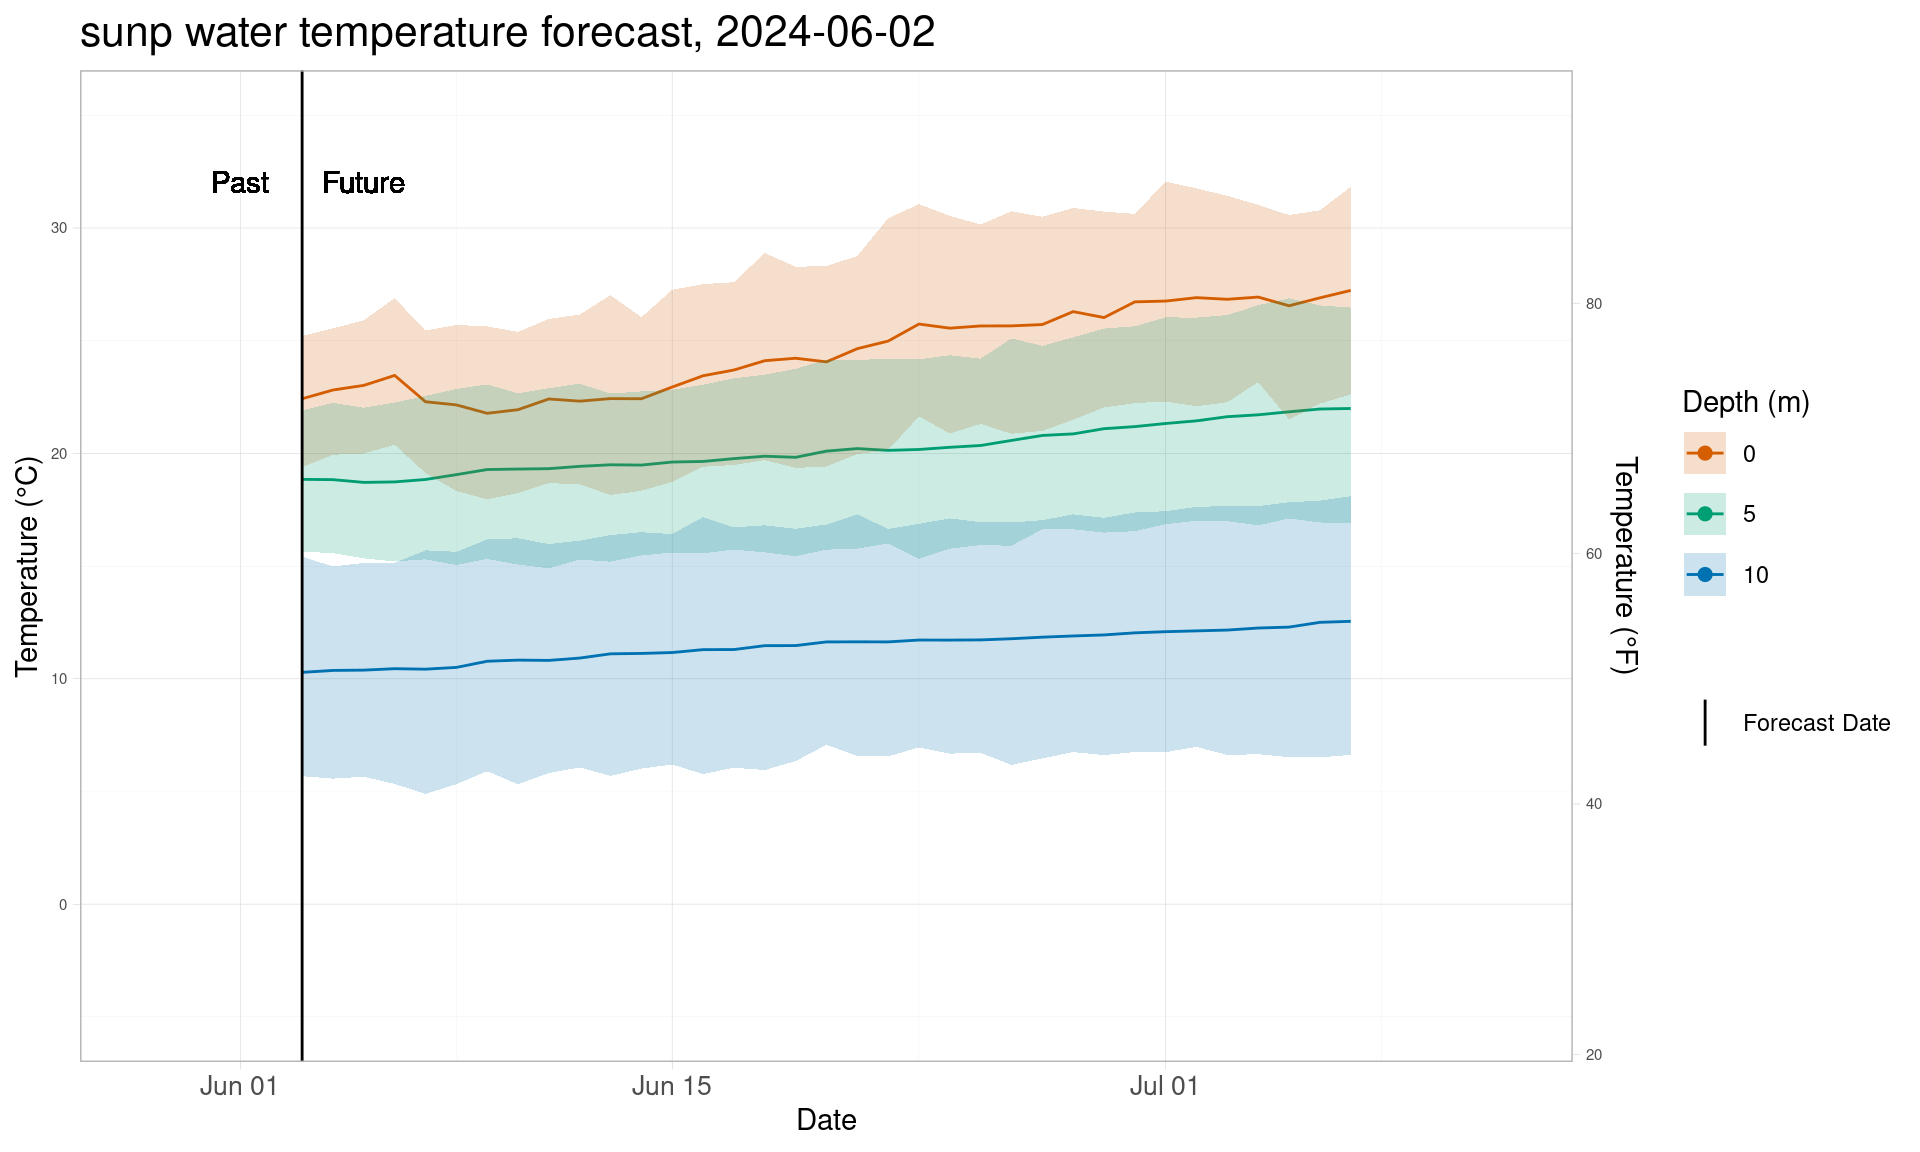 sunp water temperature forecast, 2024-06-02
Past
Future
30
20
10
0
Temperature (°C)
80
60
40
20
Temperature (°F)
Jun 01
Jun 15
Jul 01
Date
Depth (m)
0
5
10
Forecast Date